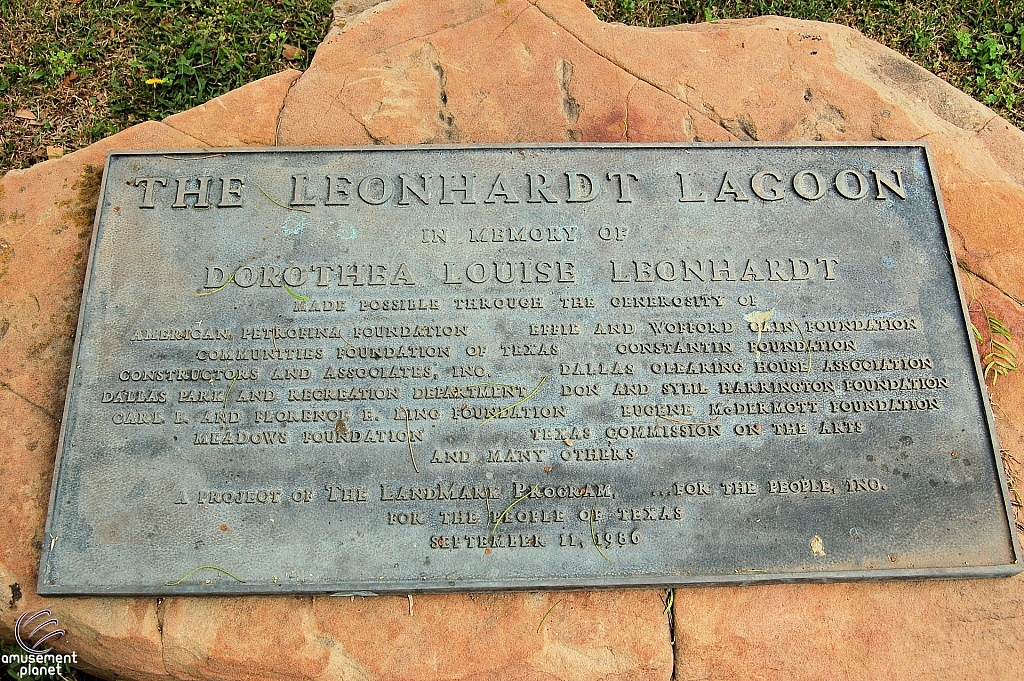 THE LEONHARDT LAGOON
IN MEMORY OF
DOROTHEA LOUISE LEONHARDT
MADE POSSIBLE THROUGH THE GENEROSITY OF
AMERICAN PETROFINA FOUNDATION EFFIE AND WOFFORD CAIN FOUNDATION
COMMUNITIES FOUNDATION OF TEXAS CONSTANTIN FOUNDATION
CONSTRUCTORS AND ASSOCIATES, INC. DALLAS CLEARING HOUSE ASSOCIATION
DALLAS PARK AND RECREATION DEPARTMENT DON AND SYBIL HARRINGTON FOUNDATION
CARL B. AND FLORENCE E. KING FOUNDATION EUGENE McDERMOTT FOUNDATION
MEADOWS FOUNDATION TEXAS COMMISSION ON THE ARTS
AND MANY OTHERS
A PROJECT OF THE LANDMARK PROGRAM, ...FOR THE PEOPLE, INC.
FOR THE PEOPLE OF TEXAS
SEPTEMBER 11, 1986
amusement
planet